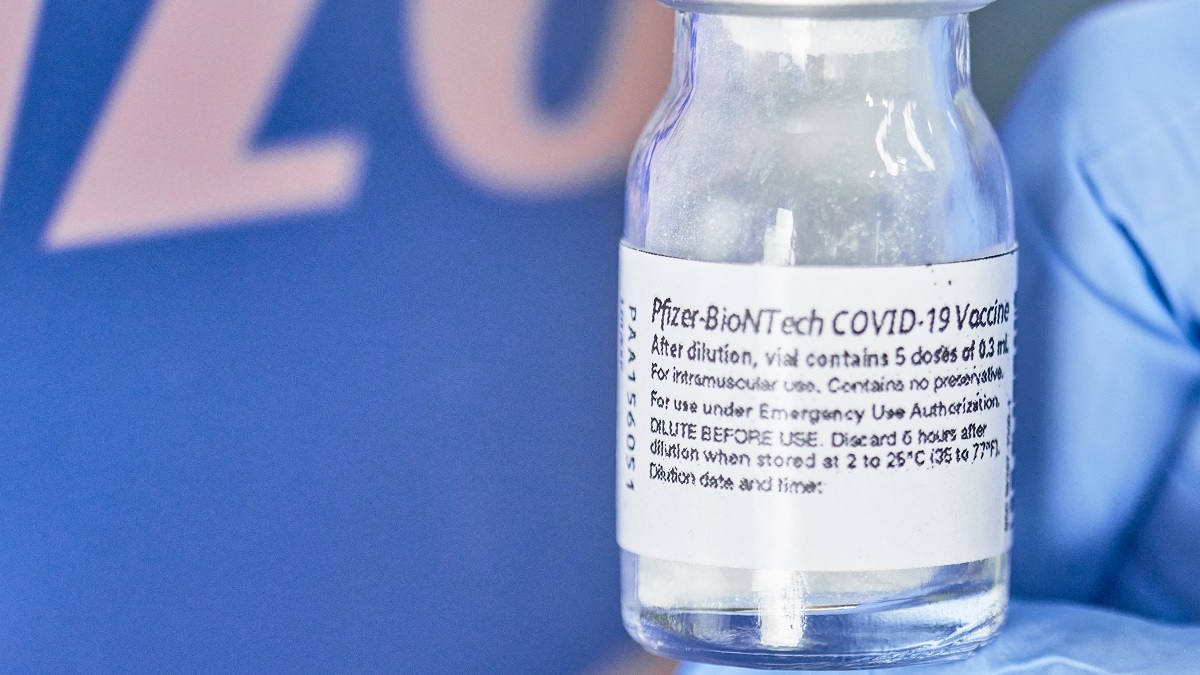 Pfizer-BioNTech COVID-19 Vaccine
After dilution, vial contains 5 doses of 0.3 mL
For intramuscular use. Contains no preservative.
For use under Emergency Use Authorization.
DILUTE BEFORE USE. Discard 6 hours after
dilution when stored at 2 to 25°C (35 to 77°F).
Dilution date and time:
PAA156051